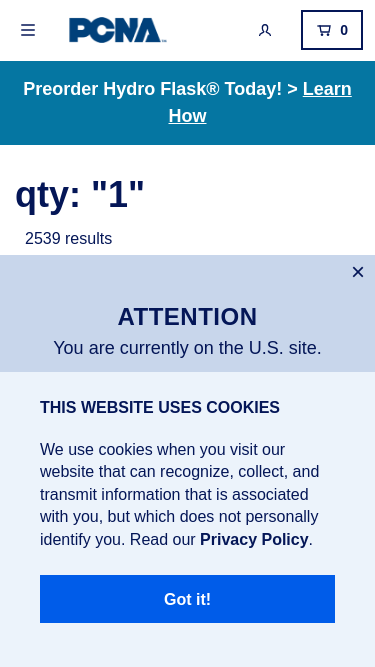 PCNA
0
Preorder Hydro Flask® Today! > Learn
How
qty: "1"
2539 results
ATTENTION
You are currently on the U.S. site.
THIS WEBSITE USES COOKIES
We use cookies when you visit our
website that can recognize, collect, and
transmit information that is associated
with you, but which does not personally
identify you. Read our Privacy Policy.
Got it!